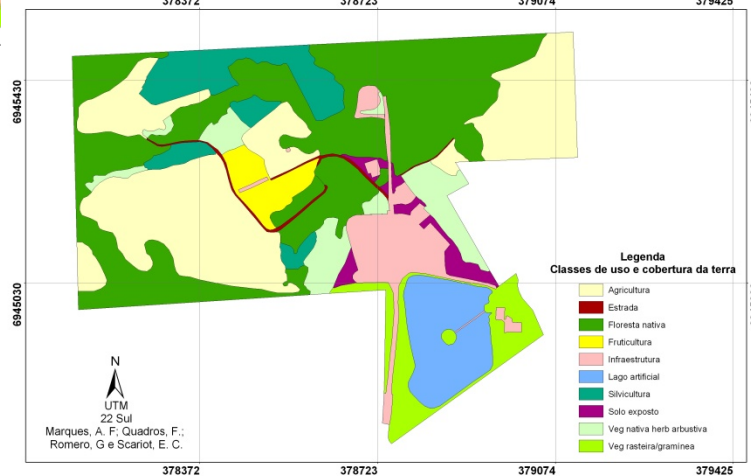 378372 378723 379074 379425
6945430
6945030
Legenda
Classes de uso e cobertura da terra
Agricultura
Estrada
Floresta nativa
Fruticultura
Infraestrutura
Lago artificial
Silvicultura
Solo exposto
Veg nativa herb arbustiva
Veg rasteira/gramínea
N
UTM
22 Sul
Marques, A. F; Quadros, F.;
Romero, G e Scariot, E. C.
378372 378723 379074 379425